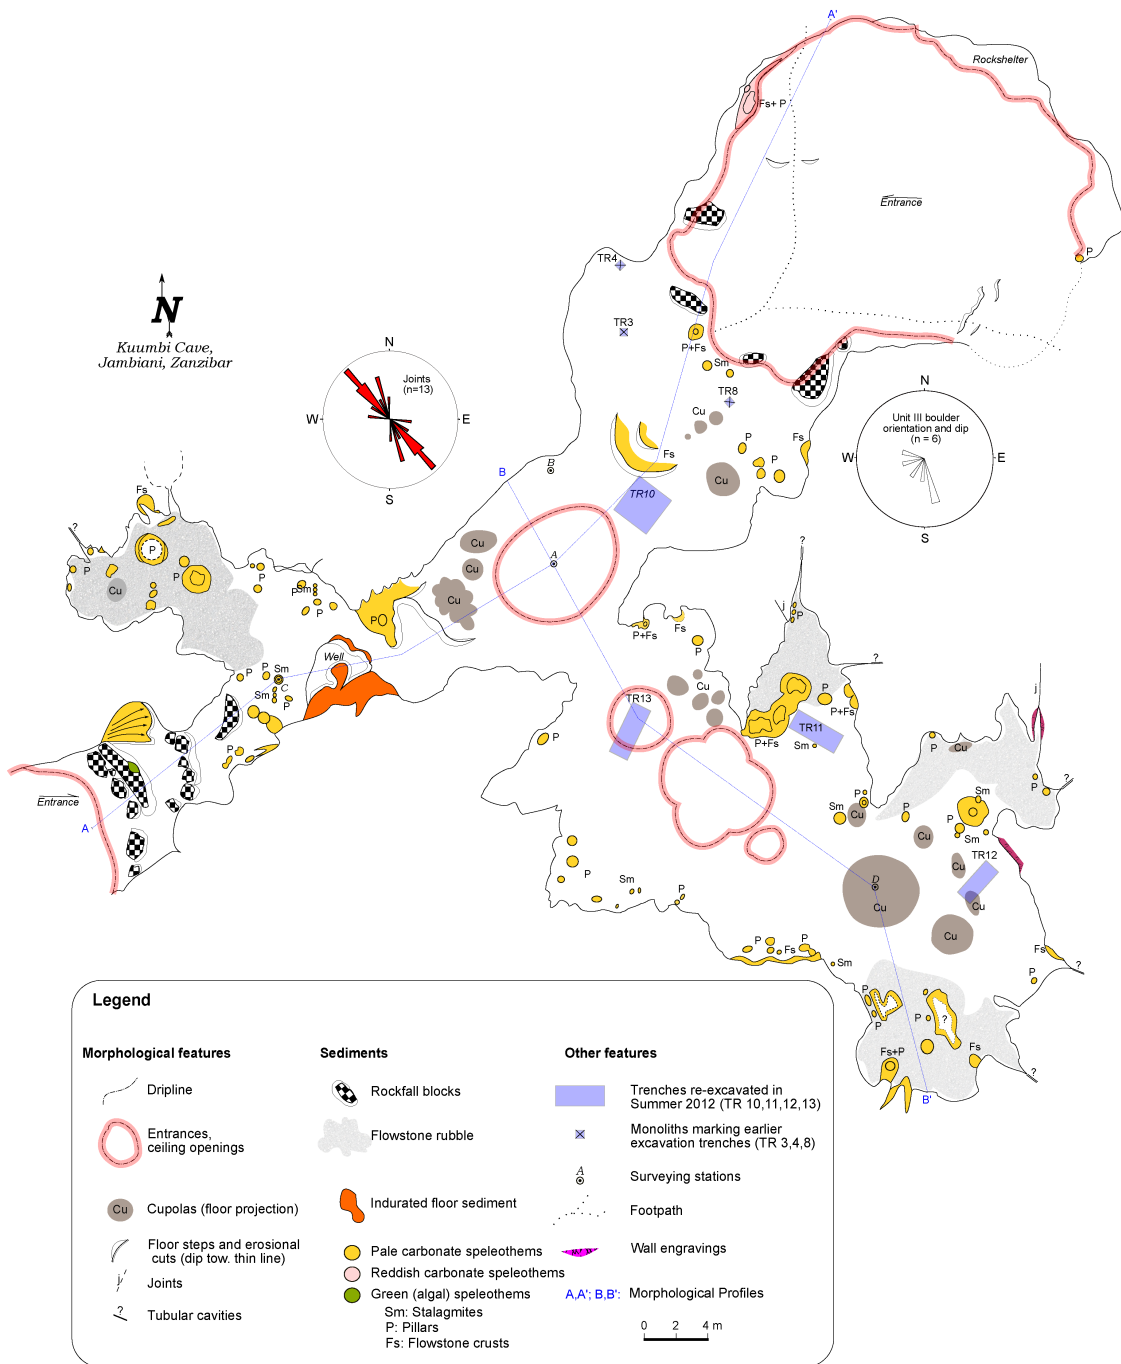 A'
Rockshelter
Fs+ P
Entrance
P
TR4
TR3
P+Fs
Sm
TR8
Cu
N
Kuumbi Cave,
Jambiani, Zanzibar
N
Joints
(n=13)
W
E
S
N
Unit III boulder
orientation and dip
(n = 6)
W
E
S
Fs
P
Fs
P
Cu
B
B
TR10
Fs
?
P
P
P
Cu
P
P
Sm
P
P
Cu
Cu
Cu
A
?
j
P
P+Fs
Fs
P
?
Well
P
P
Sm
C
Sm
P
P
Cu
TR13
P
P+Fs
TR11
P+Fs
Sm
j
P
Cu
P
?
Entrance
A
P
P
Sm
Cu
P
Sm
P
Sm
Cu
TR12
Cu
Cu
D
Cu
Cu
P
Sm
P
P
P
Fs
Sm
Fs
?
P
P
P
P
?
Fs+P
Fs
?
B'
Legend
Morphological features
Dripline
Entrances,
ceiling openings
Cu
Cupolas (floor projection)
Floor steps and erosional
cuts (dip tow. thin line)
j
Joints
?
Tubular cavities
Sediments
Rockfall blocks
Flowstone rubble
Indurated floor sediment
Pale carbonate speleothems
Reddish carbonate speleothems
Green (algal) speleothems
Sm: Stalagmites
P: Pillars
Fs: Flowstone crusts
Other features
Trenches re-excavated in
Summer 2012 (TR 10,11,12,13)
Monoliths marking earlier
excavation trenches (TR 3,4,8)
A
Surveying stations
Footpath
Wall engravings
A,A'; B,B': Morphological Profiles
0 2 4 m